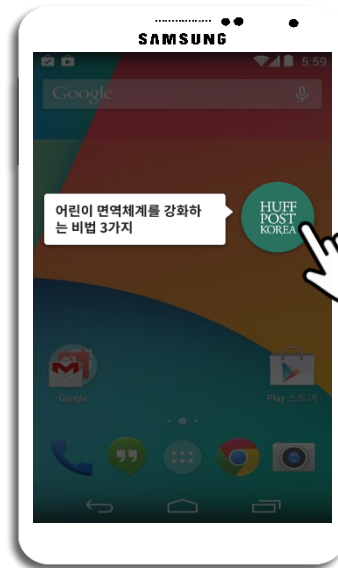 SAMSUNG
5:59
Google
어린이 면역체계를 강화하
는 비법 3가지
HUFF
POST
KOREA
Google
Play 스토어